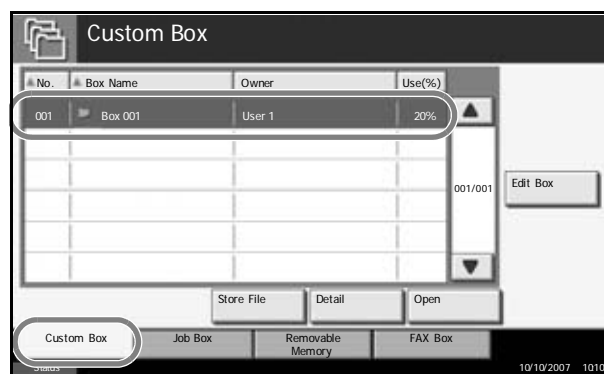 Custom Box
No. Box Name Owner Use(%)
001 Box 001 User 1 20%
001/001
Edit Box
Store File Detail Open
Custom Box Job Box Removable Memory FAX Box
Status 10/10/2007 1010